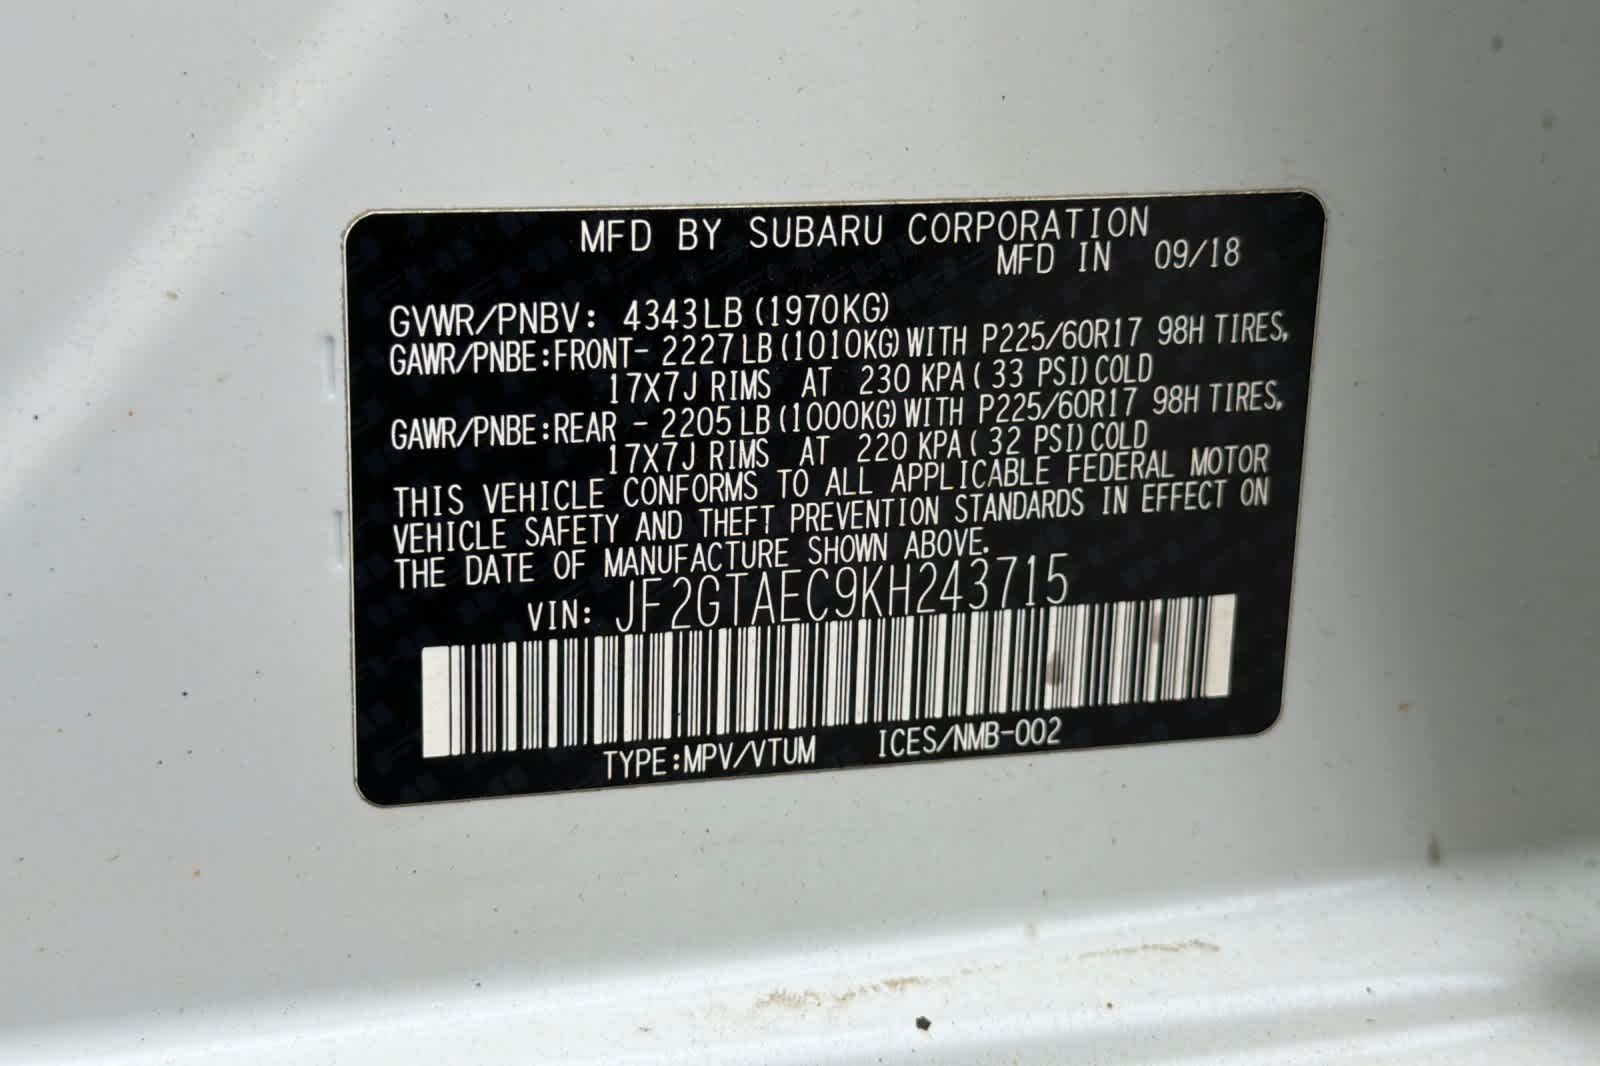 MFD BY SUBARU CORPORATION
MFD IN 09/18
GVWR/PNBV: 4343LB (1970KG)
GAWR/PNBE:FRONT- 2227 LB (1010KG) WITH P225/60R17 98H TIRES,
17X7J RIMS AT 230 KPA ( 33 PSI) COLD
GAWR/PNBE:REAR - 2205 LB (1000KG) WITH P225/60R17 98H TIRES,
17X7J RIMS AT 220 KPA ( 32 PSI) COLD
THIS VEHICLE CONFORMS TO ALL APPLICABLE FEDERAL MOTOR
VEHICLE SAFETY AND THEFT PREVENTION STANDARDS IN EFFECT ON
THE DATE OF MANUFACTURE SHOWN ABOVE.
VIN: JF2GTAEC9KH243715
TYPE:MPV/VTUM ICES/NMB-002